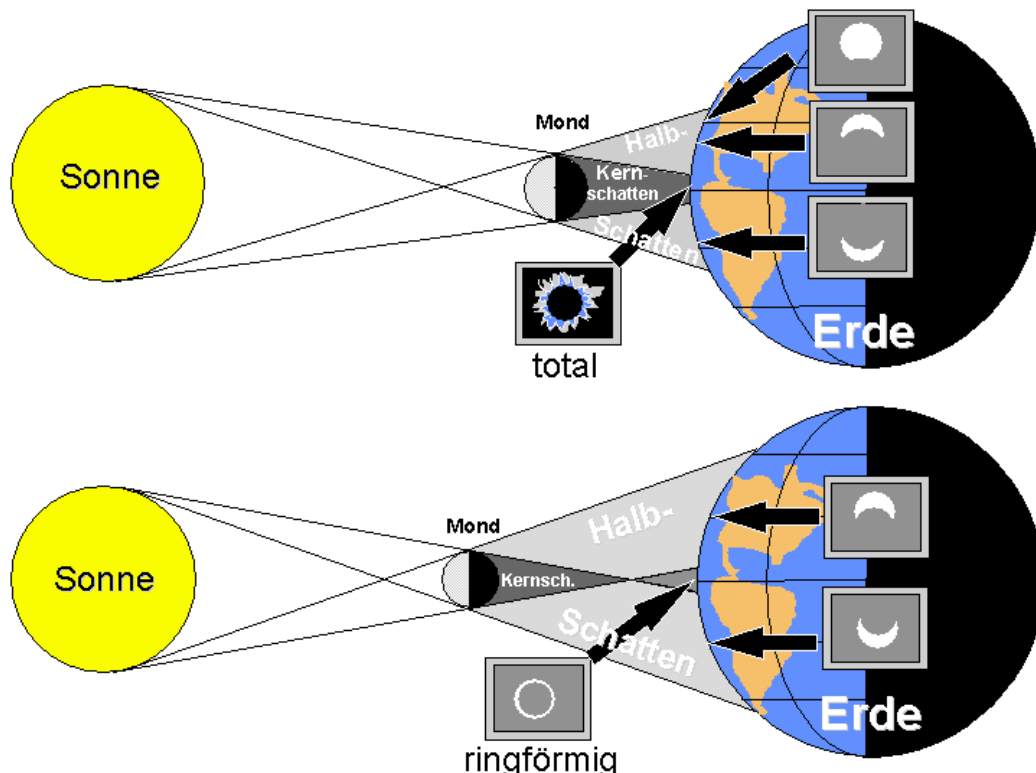 Mond
Halb-
Sonne
Kern-
schatten
Schatten
Erde
total
Mond
Halb-
Sonne
Kernsch.
Schatten
Erde
ringförmig